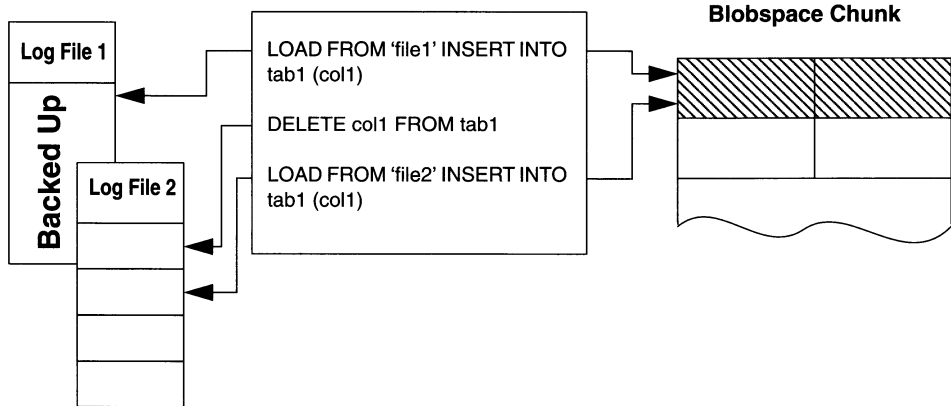 Blobspace Chunk
Log File 1
Backed Up
Log File 2
LOAD FROM ‘file1’ INSERT INTO
tab1 (col1)
DELETE col1 FROM tab1
LOAD FROM ‘file2’ INSERT INTO
tab1 (col1)